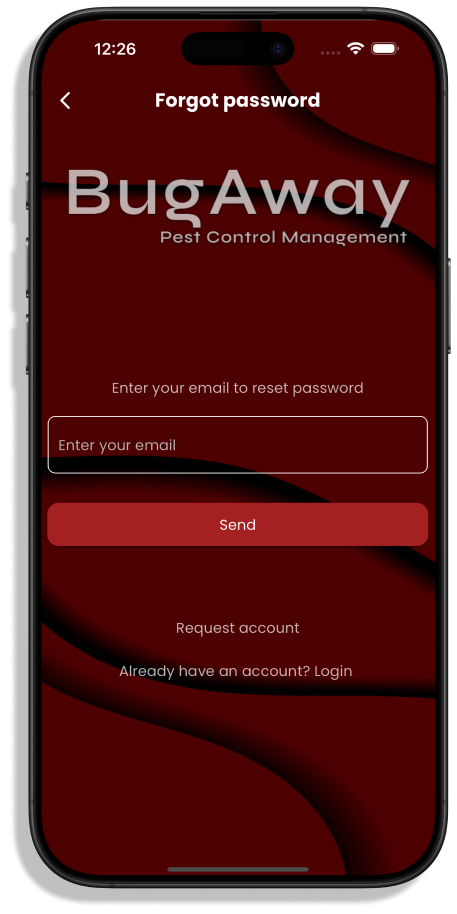 12:26
Forgot password
BugAway
Pest Control Management
Enter your email to reset password
Enter your email
Send
Request account
Already have an account? Login